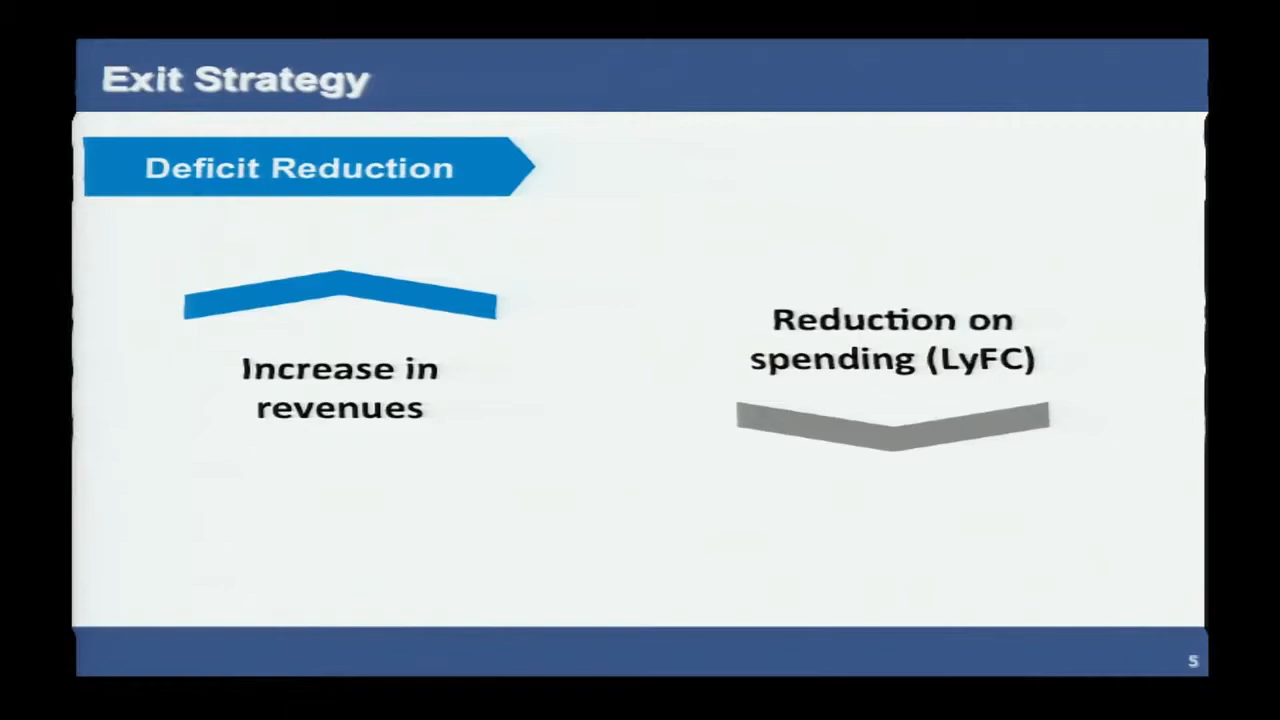 Exit Strategy
Deficit Reduction
Increase in
revenues
Reduction on
spending (LyFC)
5